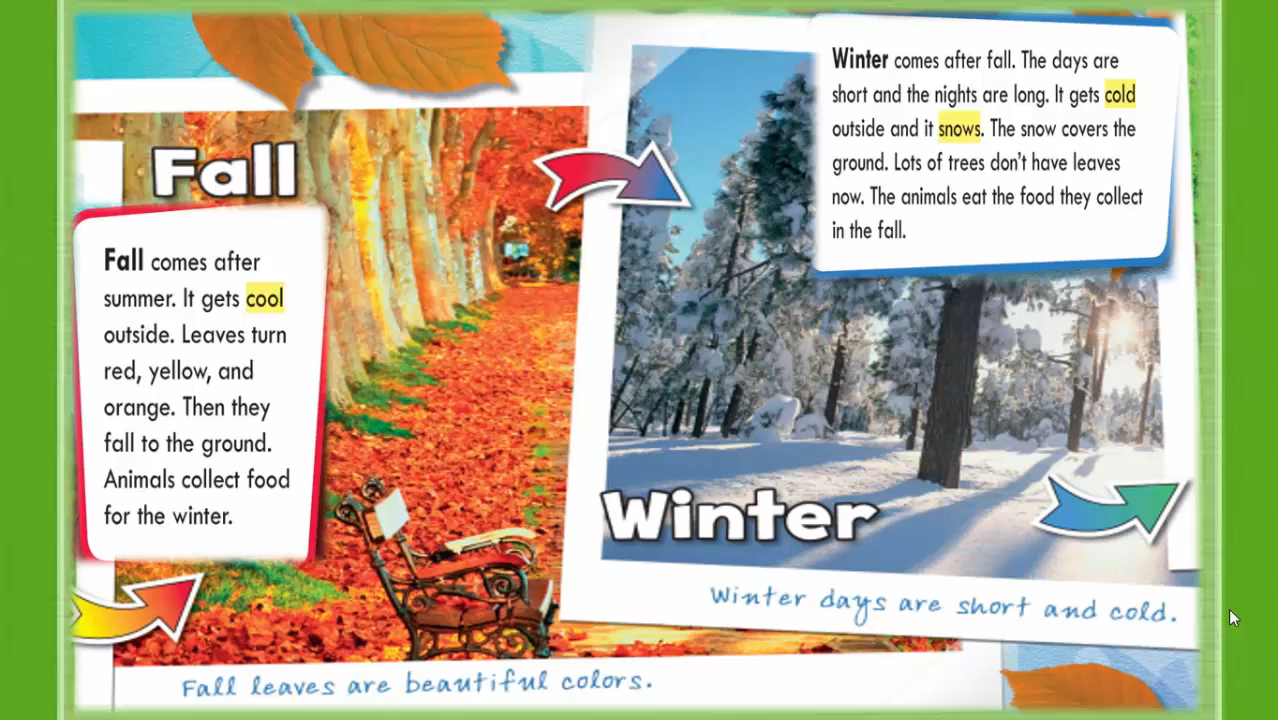 Fall
Fall comes after
summer. It gets cool
outside. Leaves turn
red, yellow, and
orange. Then they
fall to the ground.
Animals collect food
for the winter.
Fall leaves are beautiful colors.
Winter comes after fall. The days are
short and the nights are long. It gets cold
outside and it snows. The snow covers the
ground. Lots of trees don't have leaves
now. The animals eat the food they collect
in the fall.
Winter
Winter days are short and cold.